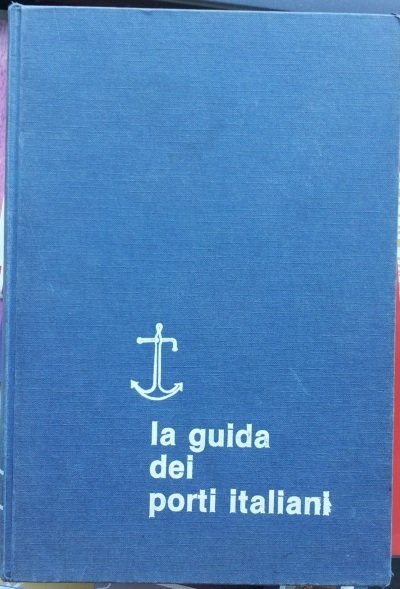 la guida
dei
porti italiani